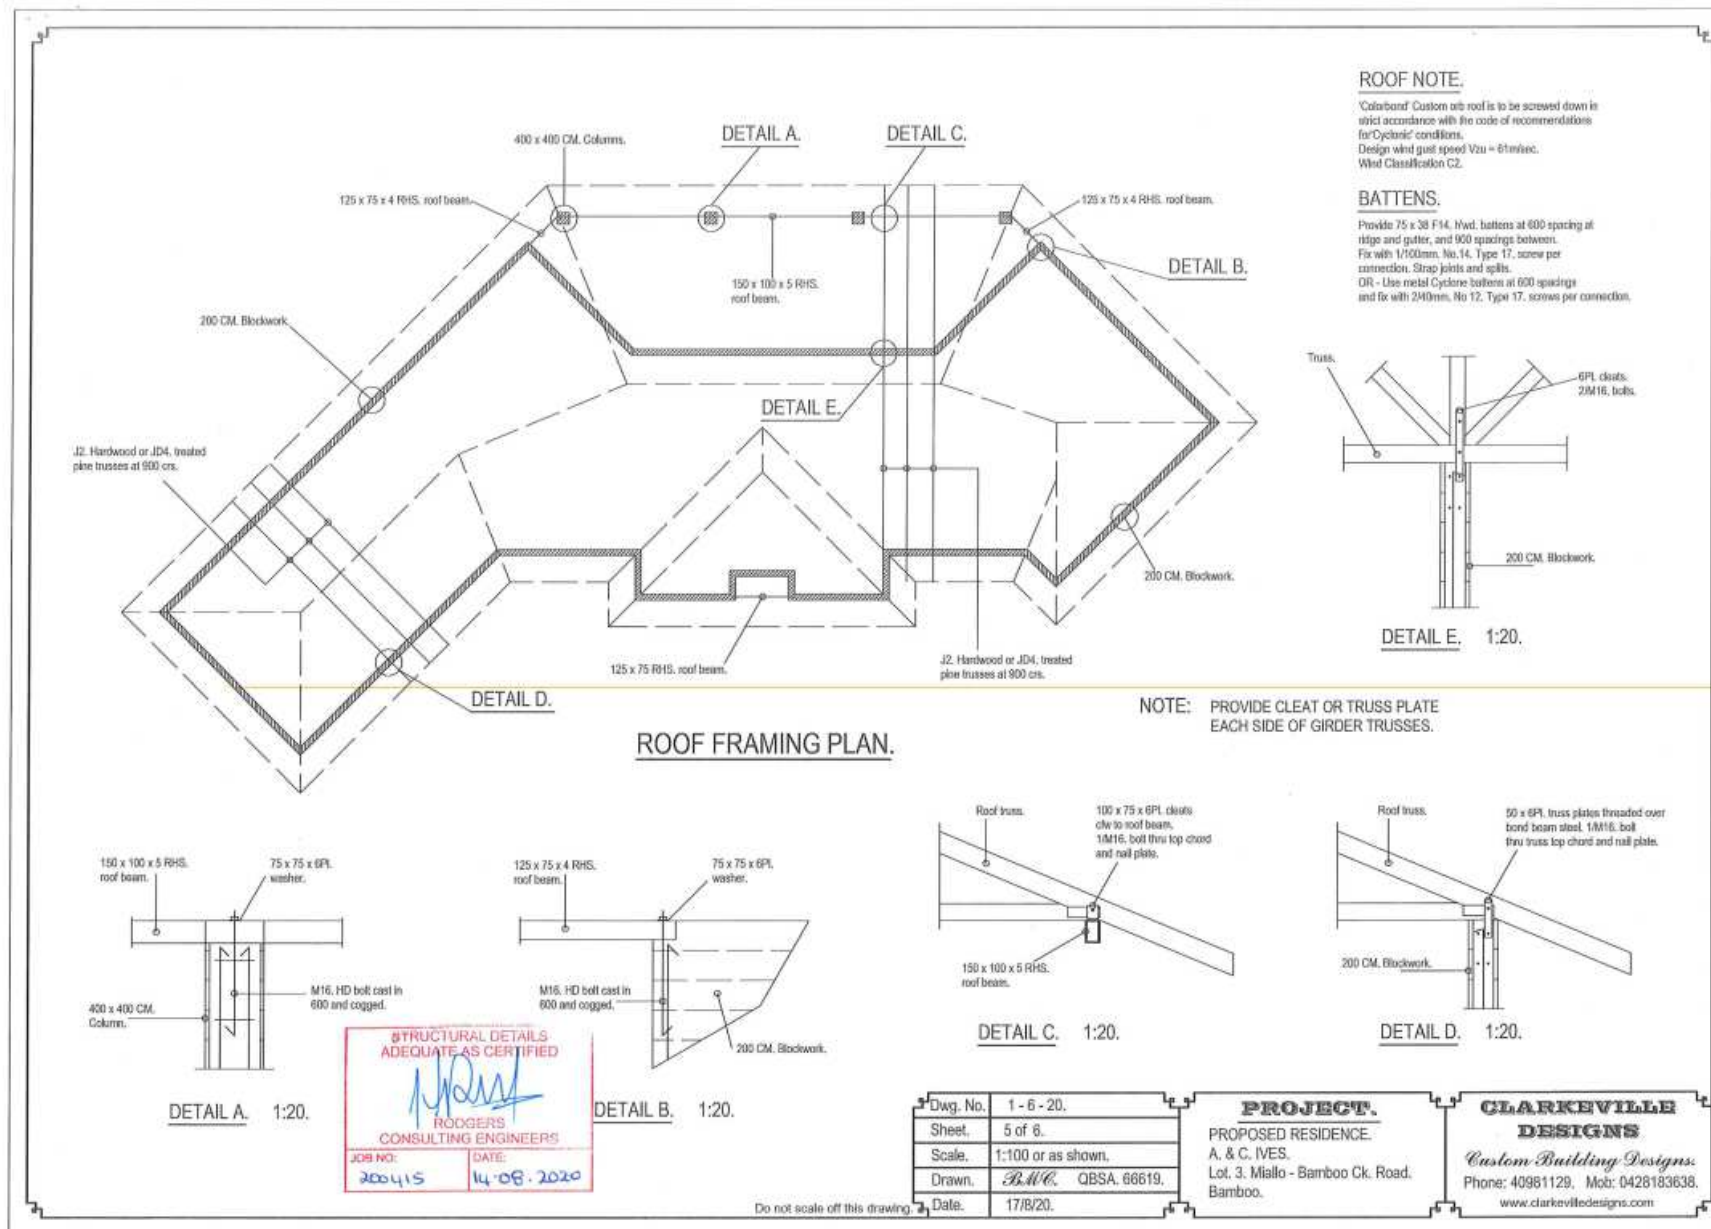 ROOF NOTE.
'Colorbond' Custom orb roof is to be screwed down in
strict accordance with the code of recommendations
for'Cyclonic' conditions.
Design wind gust speed Vzu = 61m/sec.
Wind Classification C2.
BATTENS.
Provide 75 x 38 F14. h'wd. battens at 600 spacing at
ridge and gutter, and 900 spacings between.
Fix with 1/100mm. No.14. Type 17. screw per
connection. Strap joints and splits.
OR - Use metal Cyclone battens at 600 spacings
and fix with 2/40mm. No 12. Type 17. screws per connection.
400 x 400 CM. Columns.
DETAIL A.
DETAIL C.
125 x 75 x 4 RHS. roof beam.
125 x 75 x 4 RHS. roof beam.
DETAIL B.
150 x 100 x 5 RHS.
roof beam.
200 CM. Blockwork.
DETAIL E.
J2. Hardwood or JD4. treated
pine trusses at 900 crs.
200 CM. Blockwork.
125 x 75 RHS. roof beam.
J2. Hardwood or JD4. treated
pine trusses at 900 crs.
DETAIL D.
ROOF FRAMING PLAN.
Truss.
6PL cleats.
2/M16. bolts.
200 CM. Blockwork.
DETAIL E. 1:20.
NOTE: PROVIDE CLEAT OR TRUSS PLATE
EACH SIDE OF GIRDER TRUSSES.
150 x 100 x 5 RHS.
roof beam.
75 x 75 x 6Pl.
washer.
M16. HD bolt cast in
600 and cogged.
400 x 400 CM.
Column.
DETAIL A. 1:20.
125 x 75 x 4 RHS.
roof beam.
75 x 75 x 6Pl.
washer.
M16. HD bolt cast in
600 and cogged.
200 CM. Blockwork.
DETAIL B. 1:20.
Roof truss.
100 x 75 x 6PL cleats
cfw to roof beam.
1/M16. bolt thru top chord
and nail plate.
150 x 100 x 5 RHS.
roof beam.
DETAIL C. 1:20.
Roof truss.
50 x 6Pl. truss plates threaded over
bond beam steel. 1/M16. bolt
thru truss top chord and nail plate.
200 CM. Blockwork.
DETAIL D. 1:20.
STRUCTURAL DETAILS
ADEQUATE AS CERTIFIED
RODGERS
CONSULTING ENGINEERS
JOB NO: 200415
DATE: 14-08-2020
Do not scale off this drawing.
Dwg. No. 1 - 6 - 20.
Sheet. 5 of 6.
Scale. 1:100 or as shown.
Drawn. B.M.C. QBSA. 66619.
Date. 17/8/20.
PROJECT.
PROPOSED RESIDENCE.
A. & C. IVES.
Lot. 3. Miallo - Bamboo Ck. Road.
Bamboo.
CLARKEVILLE
DESIGNS
Custom Building Designs.
Phone: 40981129. Mob: 0428183638.
www.clarkevilledesigns.com